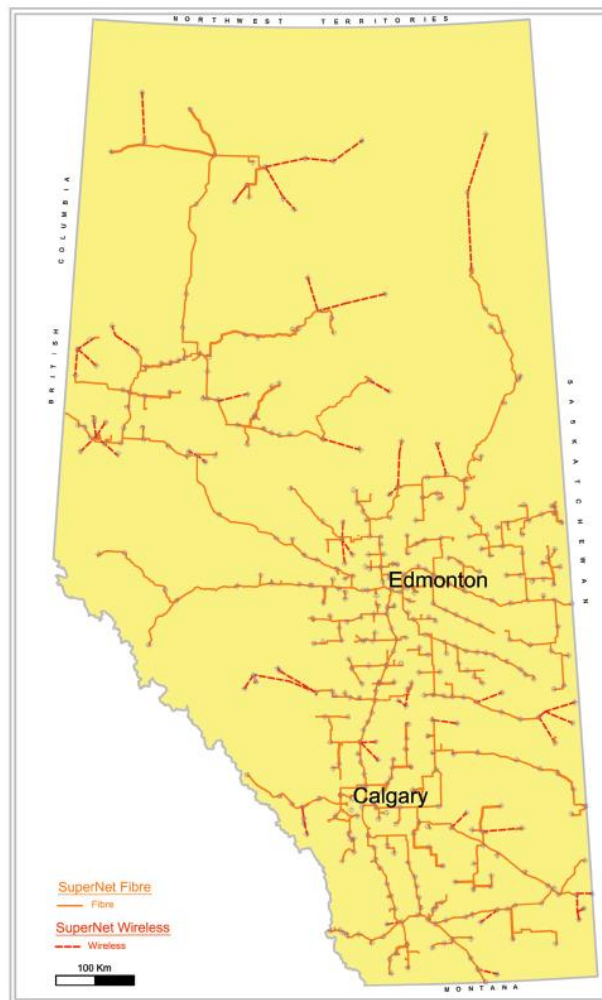 NORTHWEST TERRITORIES
BRITISH COLUMBIA
SASKATCHEWAN
Edmonton
Calgary
SuperNet Fibre
Fibre
SuperNet Wireless
Wireless
100 Km
MONTANA